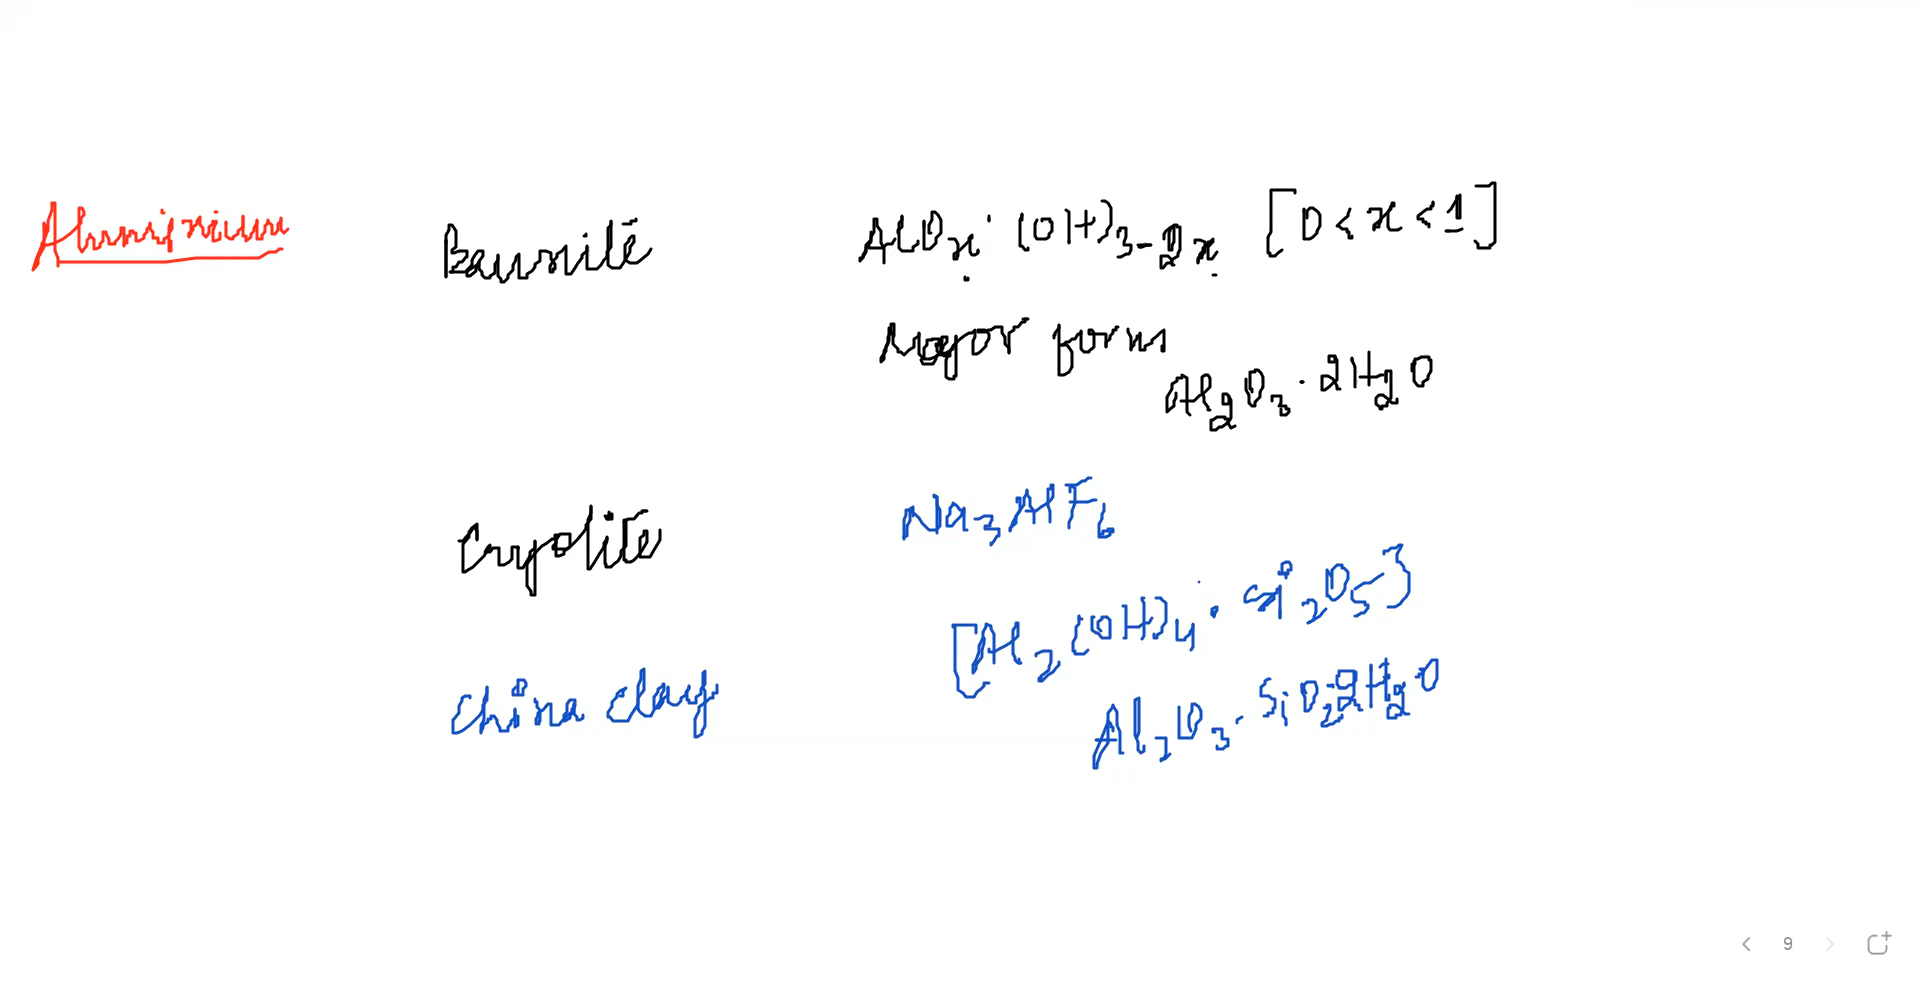 Aluminium Bauxite AlOx·(OH)3-2x [0<x<1]
Major form
Al2O3·2H2O
Cryolite Na3AlF6
[Al2(OH)4·Si2O5]
China clay
Al2O3·SiO2 2H2O
9